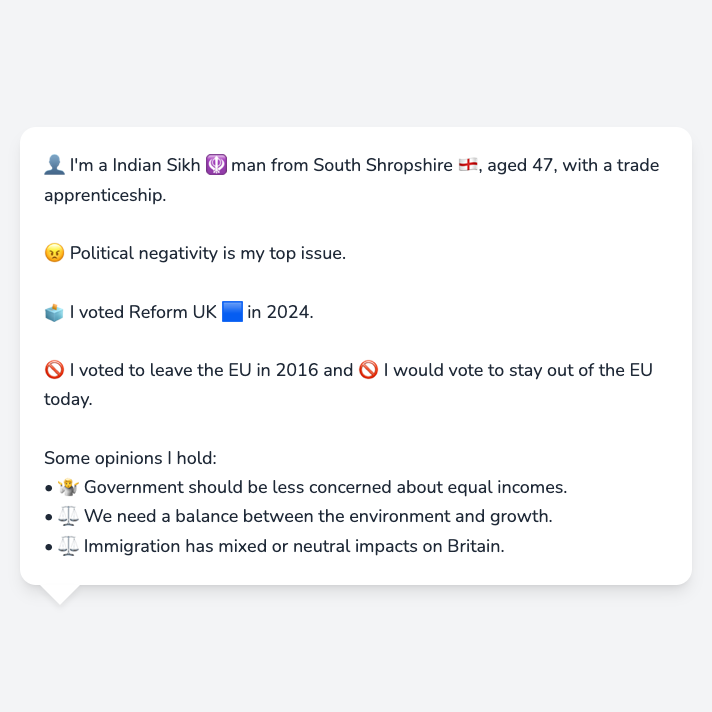 👤 I'm a Indian Sikh 🪯 man from South Shropshire 🏴󠁧󠁢󠁥󠁮󠁧󠁿, aged 47, with a trade
apprenticeship.
😠 Political negativity is my top issue.
🗳️ I voted Reform UK 🟦 in 2024.
🚫 I voted to leave the EU in 2016 and 🚫 I would vote to stay out of the EU
today.
Some opinions I hold:
• 🤷 Government should be less concerned about equal incomes.
• ⚖️ We need a balance between the environment and growth.
• ⚖️ Immigration has mixed or neutral impacts on Britain.